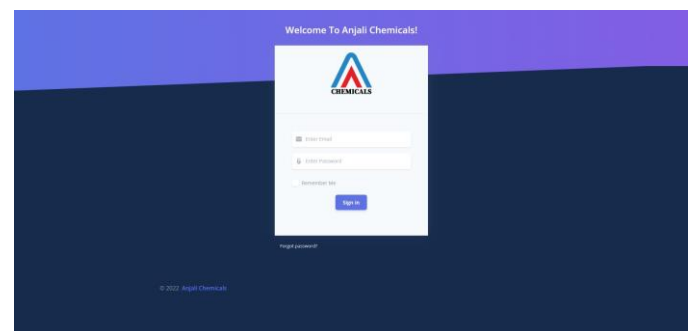 Welcome To Anjali Chemicals!
CHEMICALS
Enter Email
Enter Password
Remember Me
Sign in
Forgot password?
© 2022 Anjali Chemicals